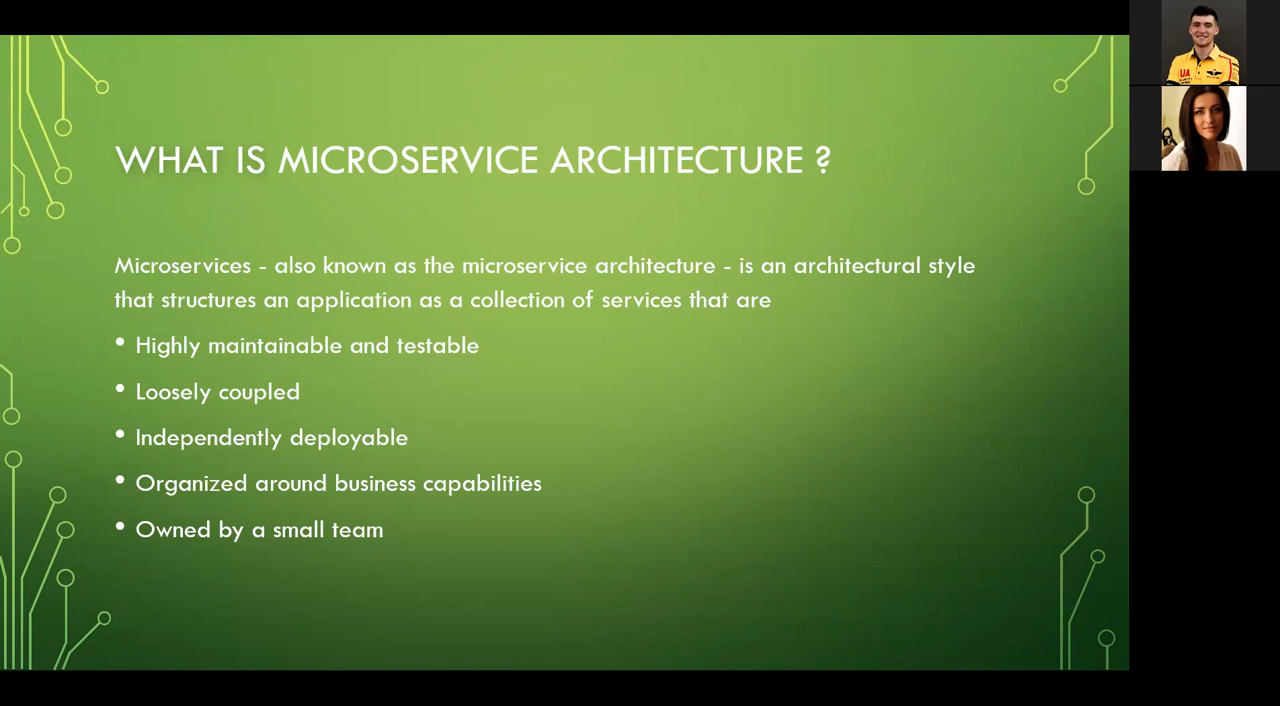 WHAT IS MICROSERVICE ARCHITECTURE ?
Microservices - also known as the microservice architecture - is an architectural style
that structures an application as a collection of services that are
• Highly maintainable and testable
• Loosely coupled
• Independently deployable
• Organized around business capabilities
• Owned by a small team
UA